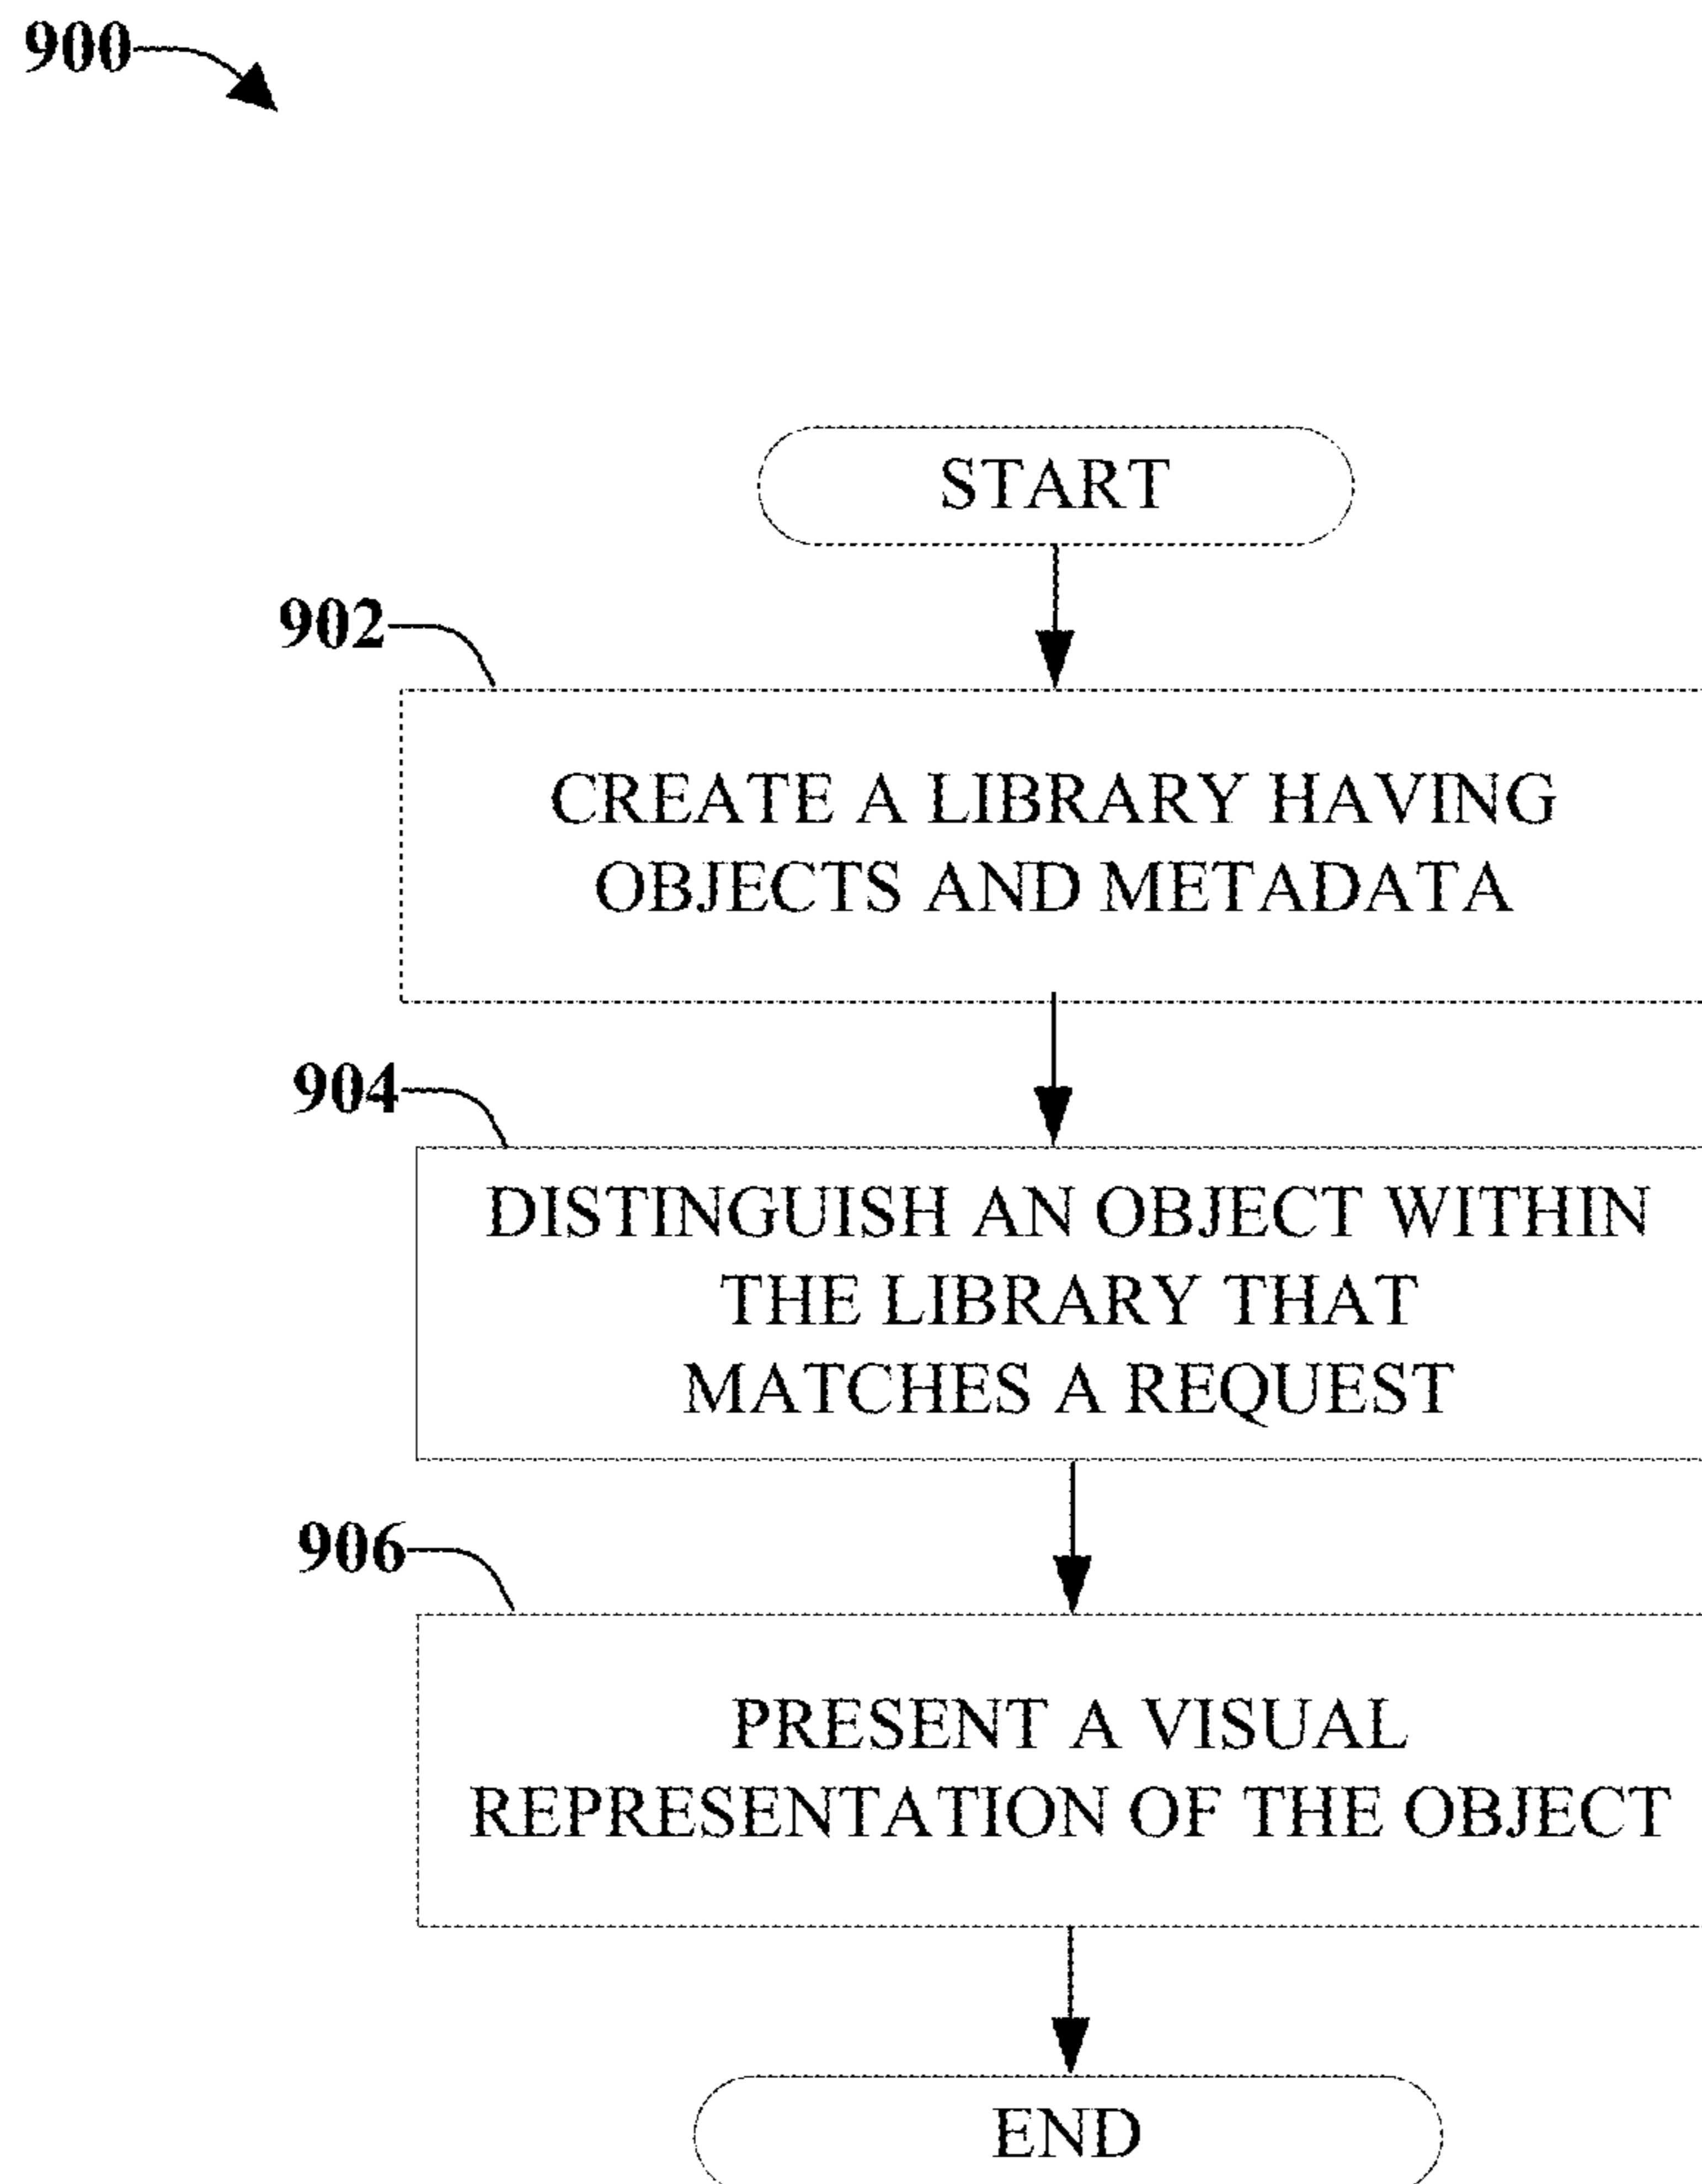 900
START
902
CREATE A LIBRARY HAVING
OBJECTS AND METADATA
904
DISTINGUISH AN OBJECT WITHIN
THE LIBRARY THAT
MATCHES A REQUEST
906
PRESENT A VISUAL
REPRESENTATION OF THE OBJECT
END